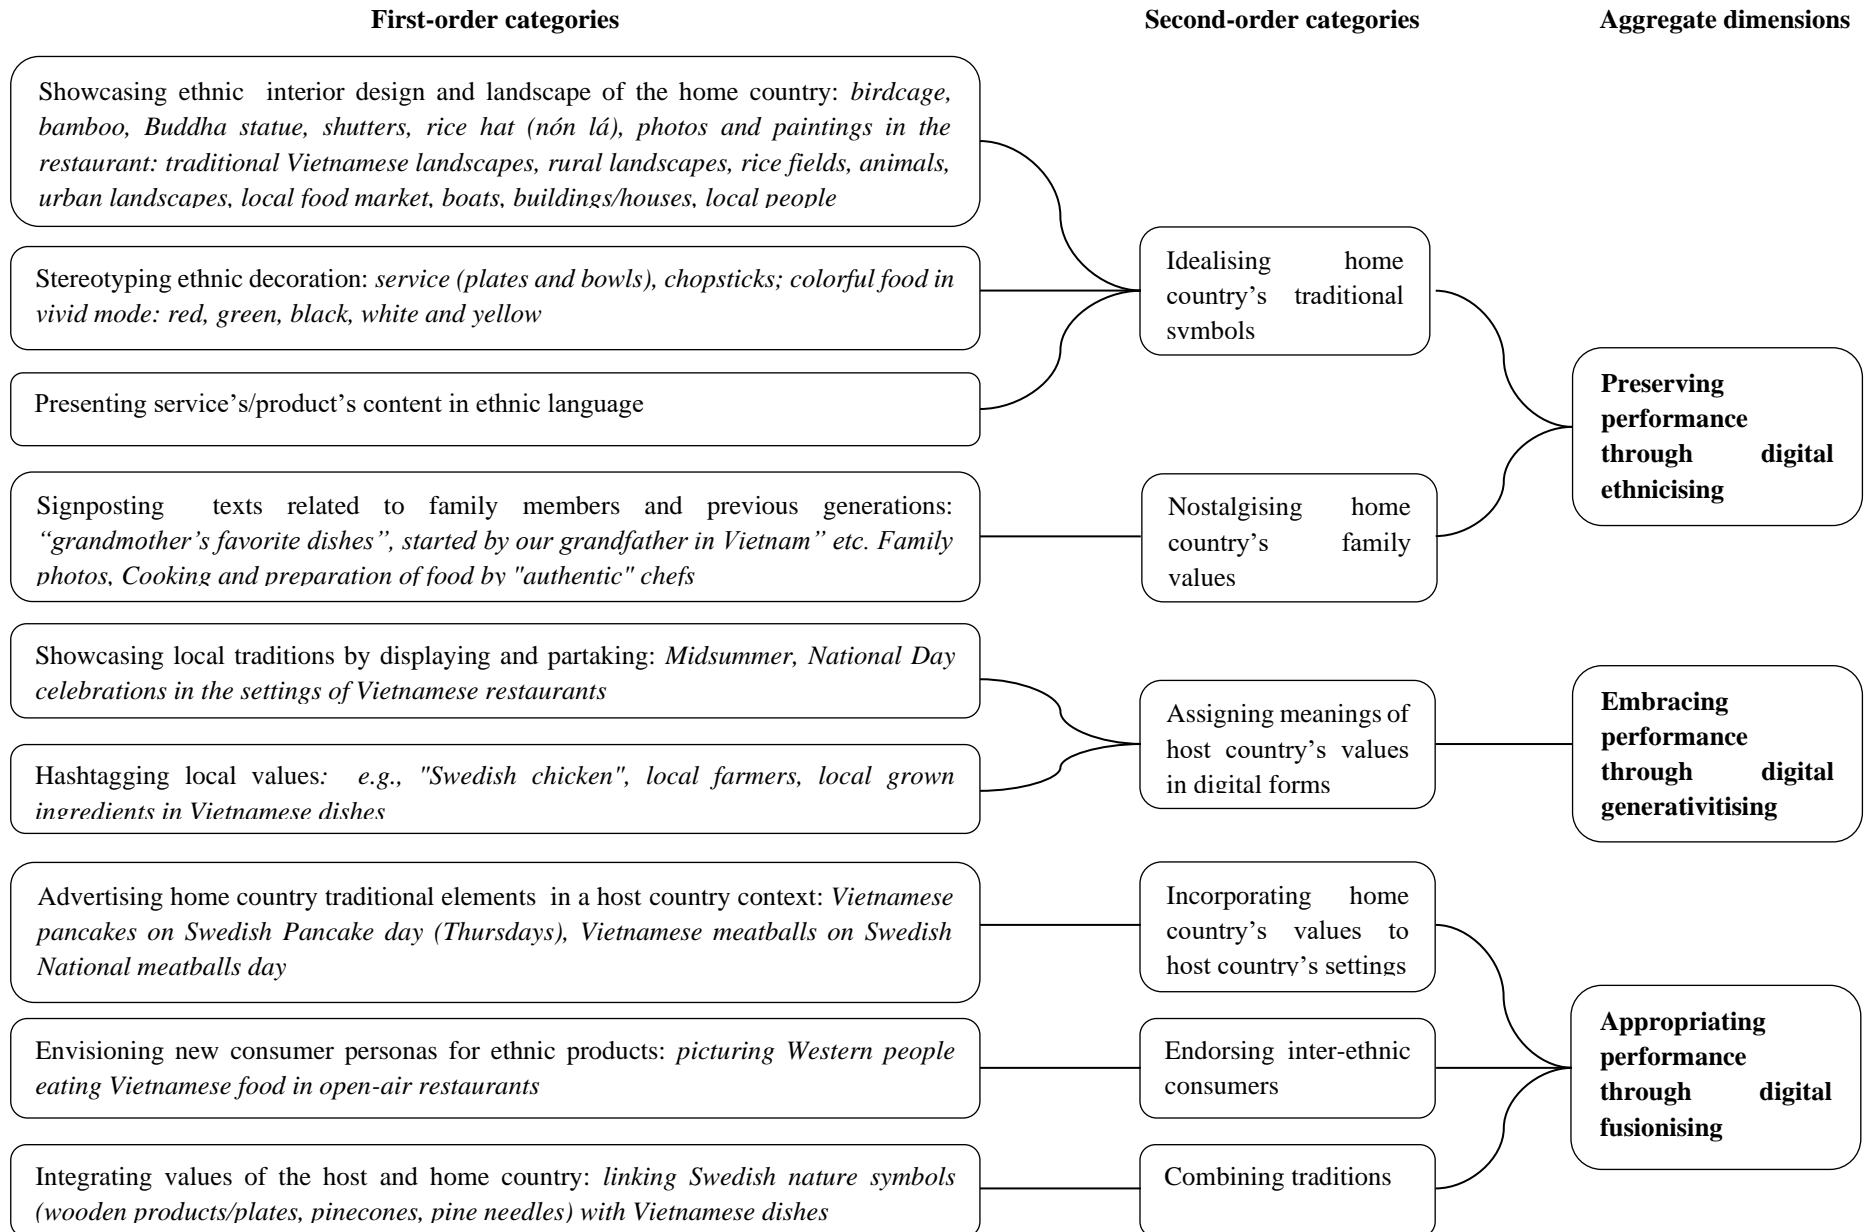 First-order categories
Second-order categories
Aggregate dimensions
Showcasing ethnic interior design and landscape of the home country: birdcage,
bamboo, Buddha statue, shutters, rice hat (nón lá), photos and paintings in the
restaurant: traditional Vietnamese landscapes, rural landscapes, rice fields, animals,
urban landscapes, local food market, boats, buildings/houses, local people
Stereotyping ethnic decoration: service (plates and bowls), chopsticks; colorful food in
vivid mode: red, green, black, white and yellow
Presenting service's/product's content in ethnic language
Signposting texts related to family members and previous generations:
“grandmother’s favorite dishes”, started by our grandfather in Vietnam” etc. Family
photos, Cooking and preparation of food by "authentic" chefs
Showcasing local traditions by displaying and partaking: Midsummer, National Day
celebrations in the settings of Vietnamese restaurants
Hashtagging local values: e.g., "Swedish chicken", local farmers, local grown
ingredients in Vietnamese dishes
Advertising home country traditional elements in a host country context: Vietnamese
pancakes on Swedish Pancake day (Thursdays), Vietnamese meatballs on Swedish
National meatballs day
Envisioning new consumer personas for ethnic products: picturing Western people
eating Vietnamese food in open-air restaurants
Integrating values of the host and home country: linking Swedish nature symbols
(wooden products/plates, pinecones, pine needles) with Vietnamese dishes
Idealising home
country’s traditional
symbols
Nostalgising home
country’s family
values
Assigning meanings of
host country’s values
in digital forms
Incorporating home
country’s values to
host country’s settings
Endorsing inter-ethnic
consumers
Combining traditions
Preserving
performance
through digital
ethnicising
Embracing
performance
through digital
generativitising
Appropriating
performance
through digital
fusionising